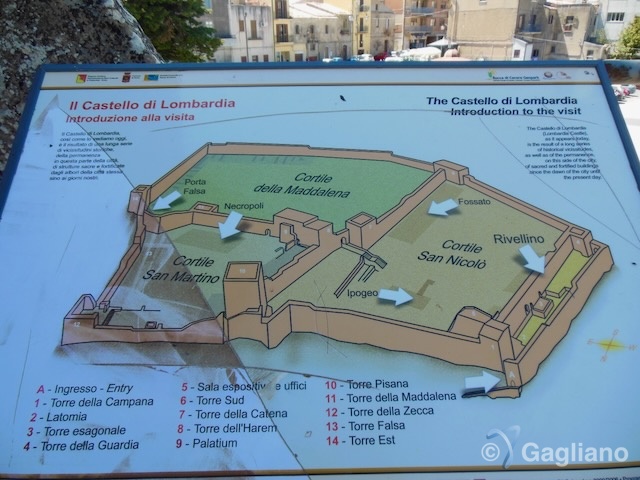 Rocca di Cerere Geopark
Il Castello di Lombardia
Introduzione alla visita
The Castello di Lombardia
Introduction to the visit
Il Castello di Lombardia,
così come lo vediamo oggi,
è il risultato di una lunga serie
di vicissitudini storiche,
della permanenza
in questa parte della città
di strutture sacre e fortificate
dagli albori della città stessa
sino ai giorni nostri.
The Castello of Lombardia
(Lombardia Castle),
as it appears today,
is the result of a long series
of historical vicissitudes,
as well as of the permanence,
on this side of the city,
of sacred and fortified buildings
since the dawn of the city until
the present day.
Cortile
della Maddalena
Porta
Falsa
Necropoli
Fossato
Cortile
San Martino
Cortile
San Nicolò
Rivellino
Ipogeo
A - Ingresso - Entry
1 - Torre della Campana
2 - Latomia
3 - Torre esagonale
4 - Torre della Guardia
5 - Sala espositive e uffici
6 - Torre Sud
7 - Torre della Catena
8 - Torre dell'Harem
9 - Palatium
10 - Torre Pisana
11 - Torre della Maddalena
12 - Torre della Zecca
13 - Torre Falsa
14 - Torre Est
© Gagliano